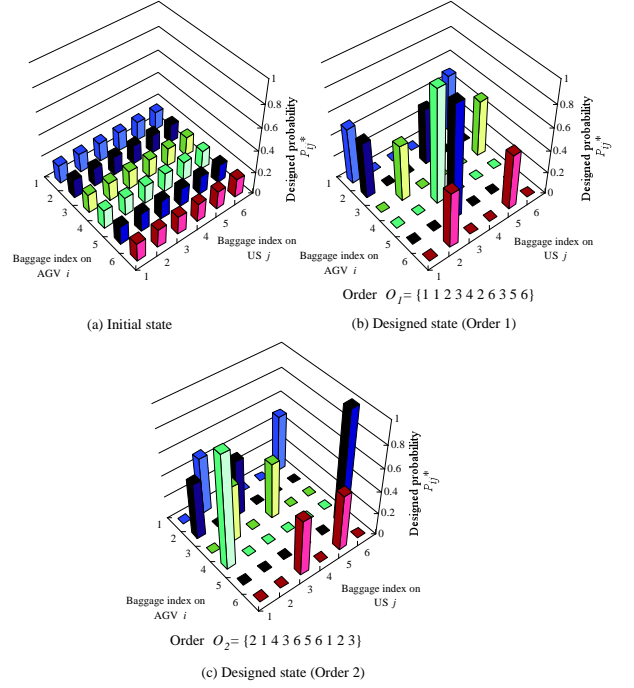 1
0.8
0.6
0.4
0.2
0
Designed probability
P_ij*
1
2
3
4
5
6
1
2
3
4
5
6
Baggage index on
AGV i
Baggage index on
US j
(a) Initial state
1
0.8
0.6
0.4
0.2
0
Designed probability
P_ij*
1
2
3
4
5
6
1
2
3
4
5
6
Baggage index on
AGV i
Baggage index on
US j
Order O_1= {1 1 2 3 4 2 6 3 5 6}
(b) Designed state (Order 1)
1
0.8
0.6
0.4
0.2
0
Designed probability
P_ij*
1
2
3
4
5
6
1
2
3
4
5
6
Baggage index on
AGV i
Baggage index on
US j
Order O_2= {2 1 4 3 6 5 6 1 2 3}
(c) Designed state (Order 2)